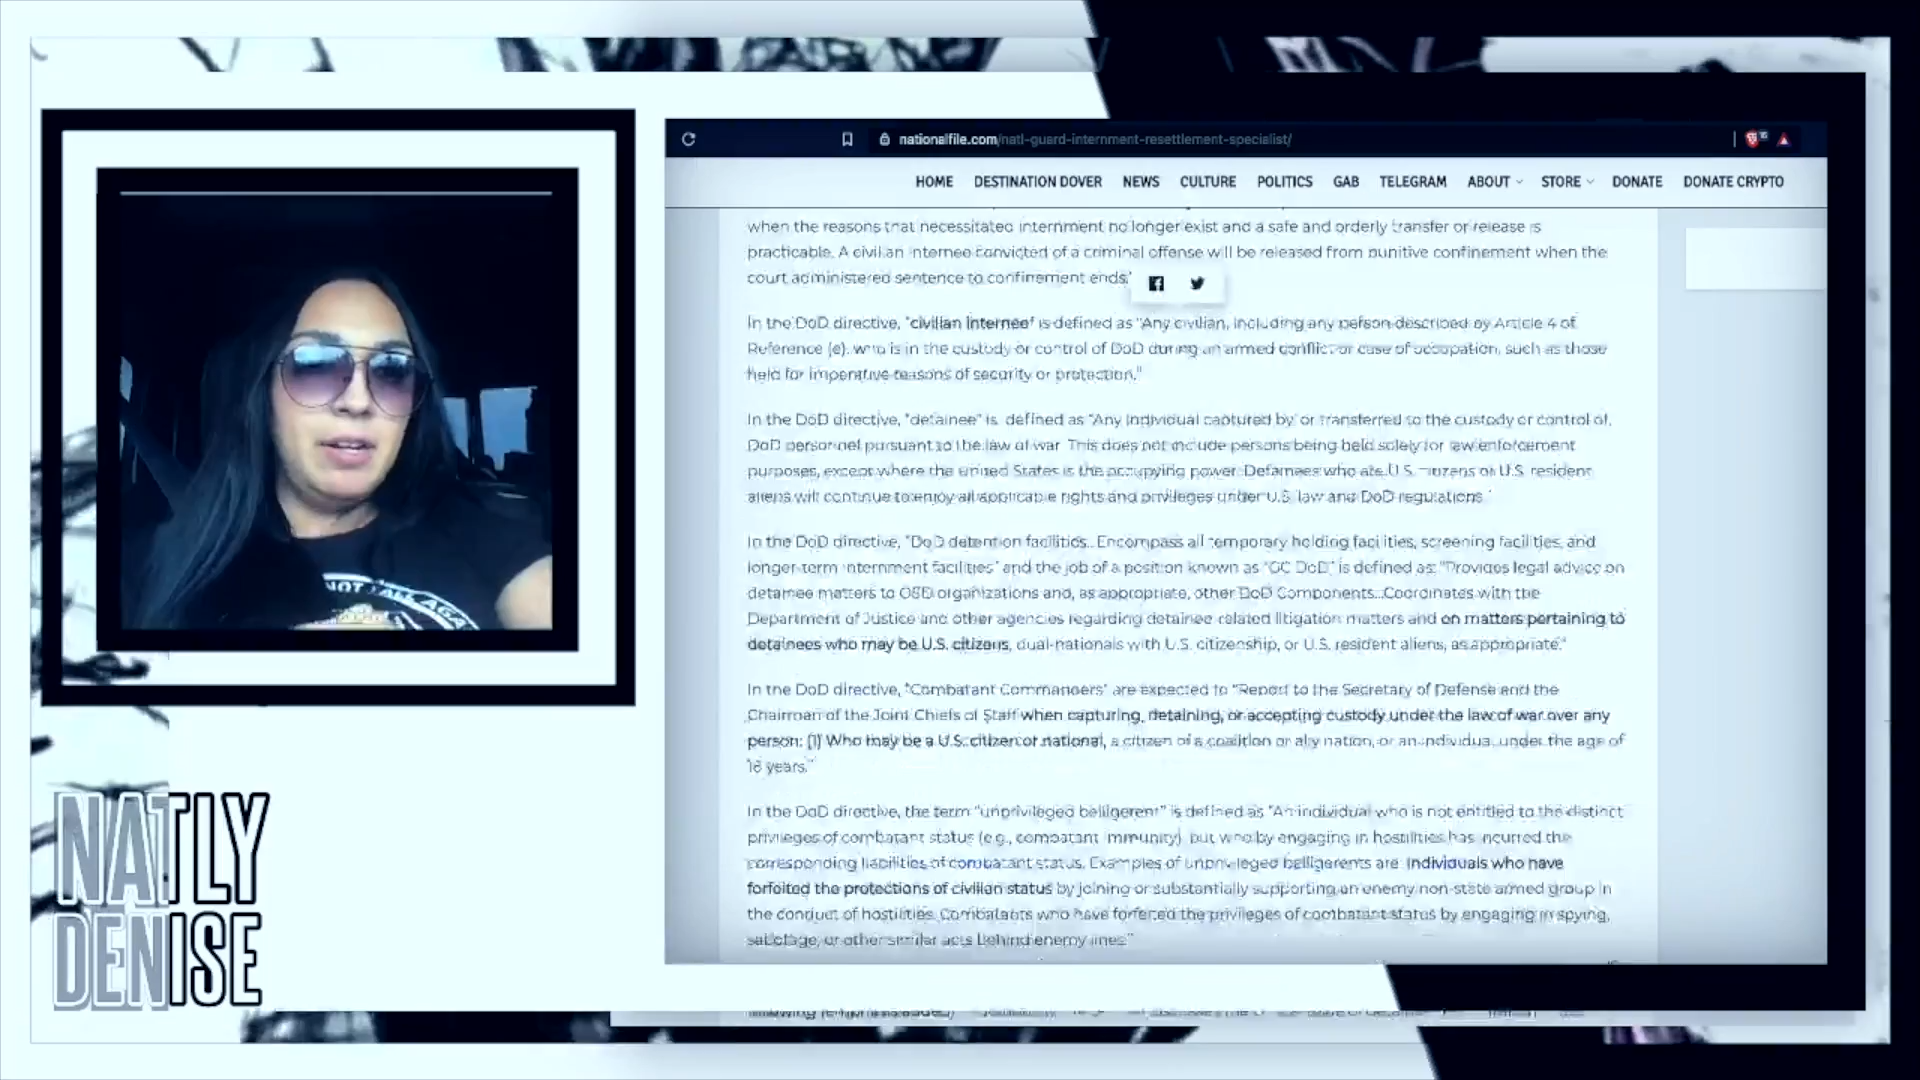 nationalfile.com/natl-guard-internment-resettlement-specialist/
HOME DESTINATION DOVER NEWS CULTURE POLITICS GAB TELEGRAM ABOUT STORE DONATE DONATE CRYPTO
when the reasons that necessitated internment no longer exist and a safe and orderly transfer or release is
practicable. A civilian internee convicted of a criminal offense will be released from punitive confinement when the
court administered sentence to confinement ends."
In the DoD directive, "civilian internee" is defined as "Any civilian, including any person described by Article 4 of
Reference (e), who is in the custody or control of DoD during an armed conflict or case of occupation, such as those
held for imperative reasons of security or protection."
In the DoD directive, "detainee" is defined as "Any individual captured by or transferred to the custody or control of
DoD personnel pursuant to the law of war. This does not include persons being held solely for law enforcement
purposes, except where the United States is the occupying power. Detainees who are U.S. citizens or U.S. resident
aliens will continue to enjoy all applicable rights and privileges under U.S. law and DoD regulations."
In the DoD directive, "DoD detention facilities.. Encompass all temporary holding facilities, screening facilities, and
longer-term internment facilities" and the job of a position known as "GC DoD" is defined as: "Provides legal advice on
detainee matters to OSD organizations and, as appropriate, other DoD Components...Coordinates with the
Department of Justice and other agencies regarding detainee-related litigation matters and on matters pertaining to
detainees who may be U.S. citizens, dual-nationals with U.S. citizenship, or U.S. resident aliens, as appropriate."
In the DoD directive, "Combatant Commanders" are expected to "Report to the Secretary of Defense and the
Chairman of the Joint Chiefs of Staff when capturing, detaining, or accepting custody under the law of war over any
person: (1) Who may be a U.S. citizen or national, a citizen of a coalition or ally nation, or an individual under the age of
18 years."
In the DoD directive, the term "unprivileged belligerent" is defined as "An individual who is not entitled to the distinct
privileges of combatant status (e.g., combatant immunity), but who by engaging in hostilities has incurred the
corresponding liabilities of combatant status. Examples of unprivileged belligerents are: Individuals who have
forfeited the protections of civilian status by joining or substantially supporting an enemy non-state armed group in
the conduct of hostilities. Combatants who have forfeited the privileges of combatant status by engaging in spying,
sabotage, or other similar acts behind enemy lines."
NOT
NATLY
DENISE